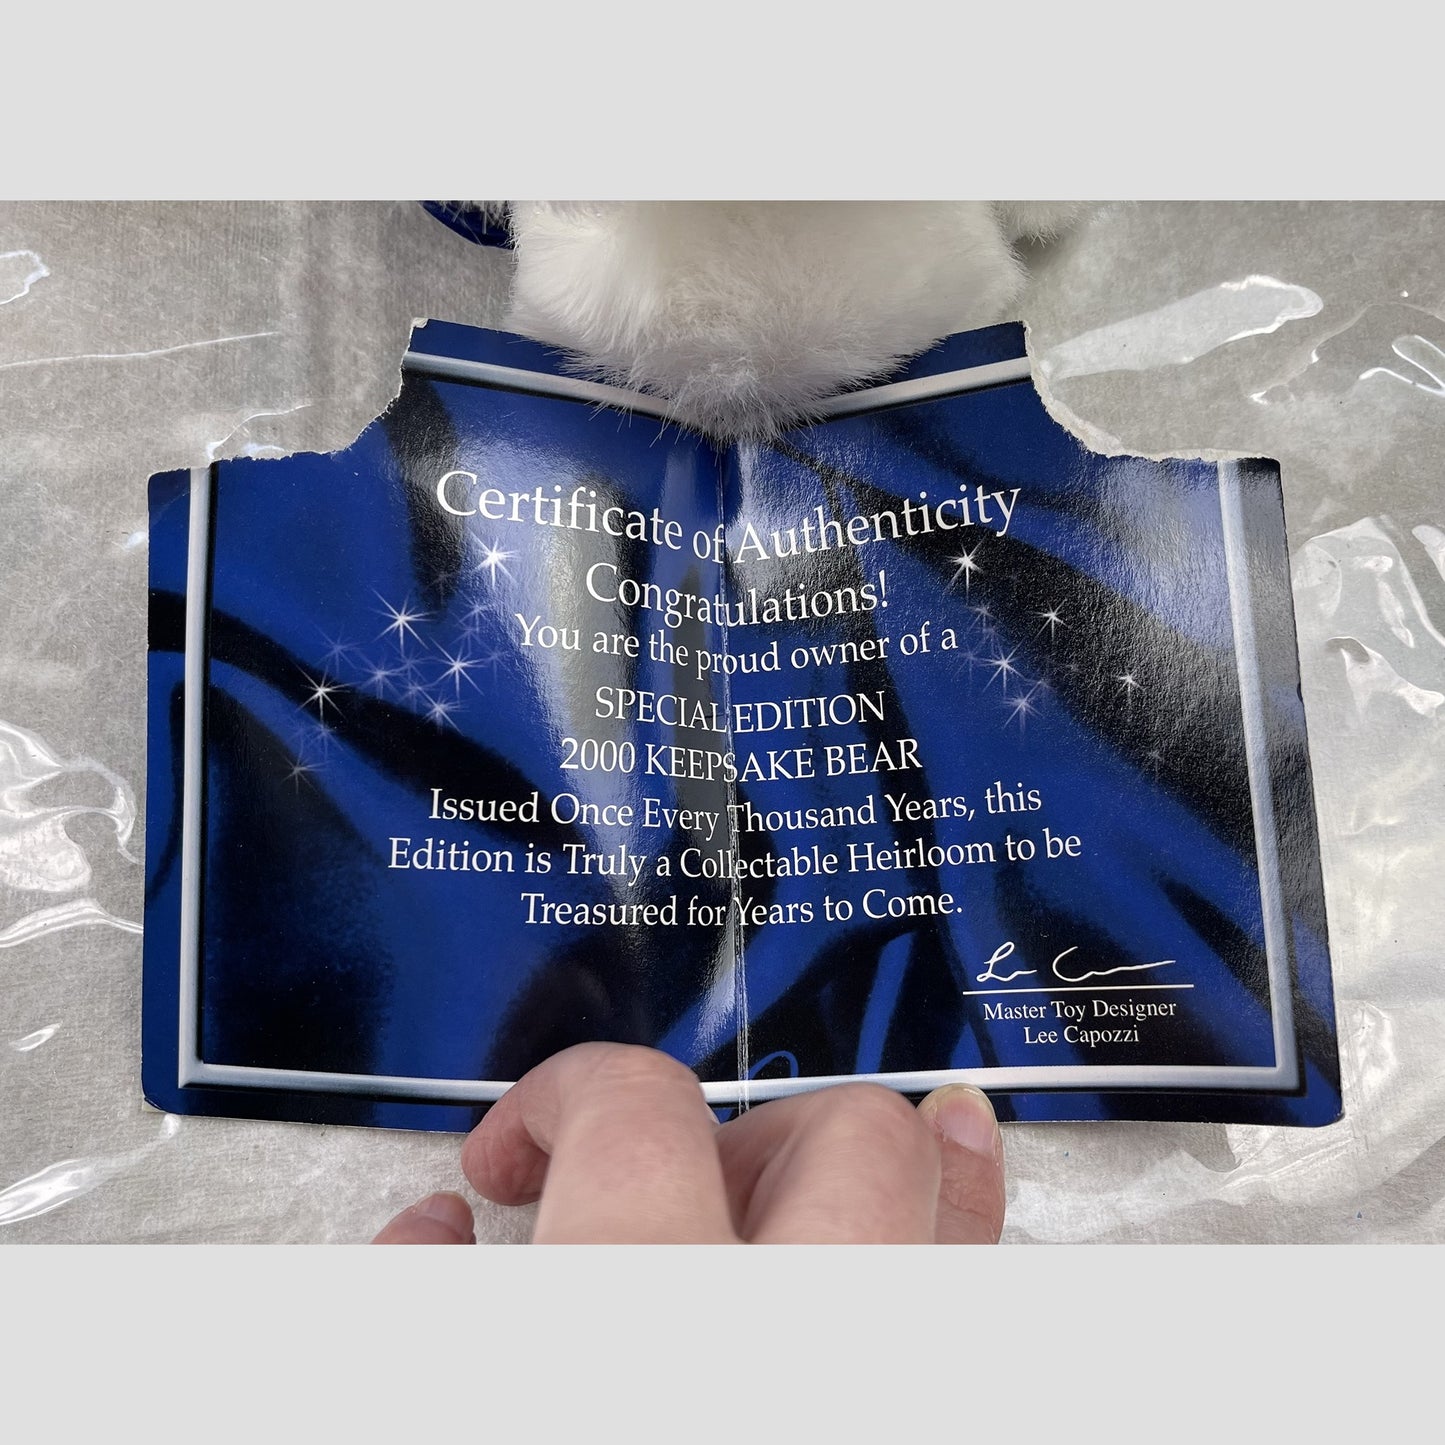 Certificate of Authenticity
Congratulations!
You are the proud owner of a
SPECIAL EDITION
2000 KEEPSAKE BEAR
Issued Once Every Thousand Years, this
Edition is Truly a Collectable Heirloom to be
Treasured for Years to Come.
Master Toy Designer
Lee Capozzi